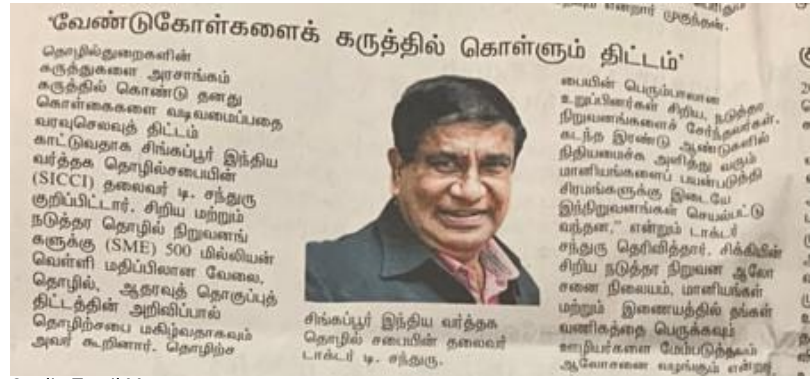 என்றார் முகுந்தன்.
'வேண்டுகோள்களைக் கருத்தில் கொள்ளும் திட்டம்'
தொழில்துறைகளின்
கருத்துகளை அரசாங்கம்
கருத்தில் கொண்டு தனது
கொள்கைகளை வடிவமைப்பதை
வரவுசெலவுத் திட்டம்
காட்டுவதாக சிங்கப்பூர் இந்திய
வர்த்தக தொழில்சபையின்
(SICCI) தலைவர் டி. சந்துரு
குறிப்பிட்டார். சிறிய மற்றும்
நடுத்தர தொழில் நிறுவனங்
களுக்கு (SME) 500 மில்லியன்
வெள்ளி மதிப்பிலான வேலை,
தொழில், ஆதரவுத் தொகுப்புத்
திட்டத்தின் அறிவிப்பால்
தொழிற்சபை மகிழ்வதாகவும்
அவர் கூறினார். தொழிற்ச
சிங்கப்பூர் இந்திய வர்த்தக
தொழில் சபையின் தலைவர்
டாக்டர் டி. சந்துரு.
பையின் பெரும்பாலான
உறுப்பினர்கள் சிறிய, நடுத்தர
நிறுவனங்களைச் சேர்ந்தவர்கள்.
கடந்த இரண்டு ஆண்டுகளில்
நிதியமைச்சு அளித்து வரும்
மானியங்களைப் பயன்படுத்தி
சிரமங்களுக்கு இடையே
இந்நிறுவனங்கள் செயல்பட்டு
வந்தன," என்றும் டாக்டர்
சந்துரு தெரிவித்தார். சிக்கியின்
சிறிய நடுத்தர நிறுவன ஆலோ
சனை நிலையம், மானியங்கள்
மற்றும் இணையத்தில் தங்கள்
வணிகத்தை பெருக்கவும்
ஊழியர்களை மேம்படுத்தவும்
ஆலோசனை வழங்கும் என்றார்